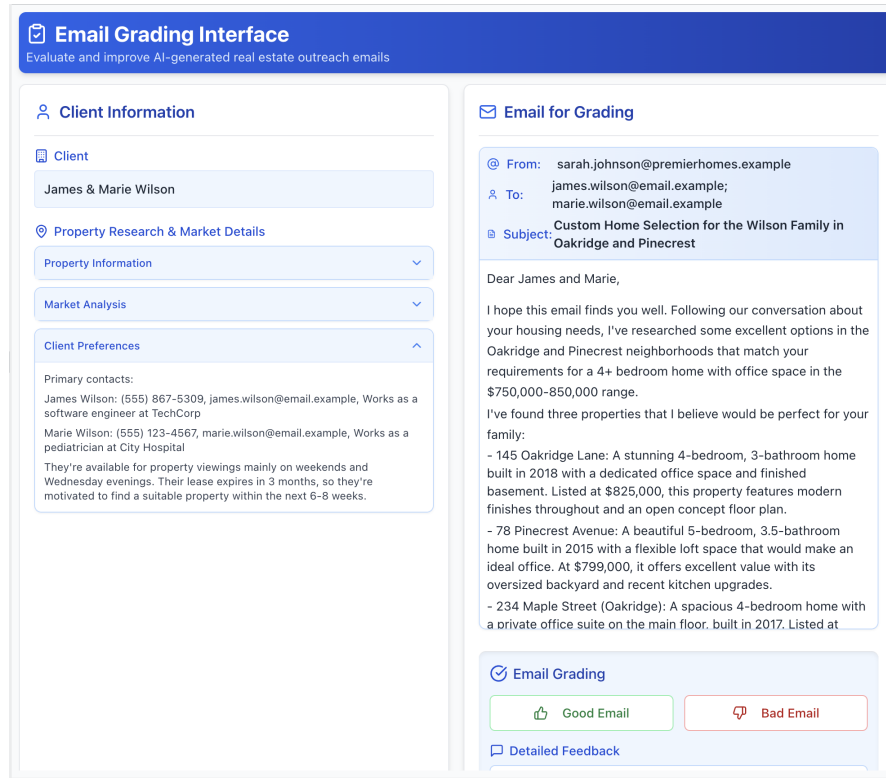 Email Grading Interface
Evaluate and improve AI-generated real estate outreach emails
Client Information
Client
James & Marie Wilson
Property Research & Market Details
Property Information
Market Analysis
Client Preferences
Primary contacts:
James Wilson: (555) 867-5309, james.wilson@email.example, Works as a
software engineer at TechCorp
Marie Wilson: (555) 123-4567, marie.wilson@email.example, Works as a
pediatrician at City Hospital
They're available for property viewings mainly on weekends and
Wednesday evenings. Their lease expires in 3 months, so they're
motivated to find a suitable property within the next 6-8 weeks.
Email for Grading
From: sarah.johnson@premierhomes.example
To: james.wilson@email.example;
marie.wilson@email.example
Subject: Custom Home Selection for the Wilson Family in
Oakridge and Pinecrest
Dear James and Marie,
I hope this email finds you well. Following our conversation about
your housing needs, I've researched some excellent options in the
Oakridge and Pinecrest neighborhoods that match your
requirements for a 4+ bedroom home with office space in the
$750,000-850,000 range.
I've found three properties that I believe would be perfect for your
family:
- 145 Oakridge Lane: A stunning 4-bedroom, 3-bathroom home
built in 2018 with a dedicated office space and finished
basement. Listed at $825,000, this property features modern
finishes throughout and an open concept floor plan.
- 78 Pinecrest Avenue: A beautiful 5-bedroom, 3.5-bathroom
home built in 2015 with a flexible loft space that would make an
ideal office. At $799,000, it offers excellent value with its
oversized backyard and recent kitchen upgrades.
- 234 Maple Street (Oakridge): A spacious 4-bedroom home with
a private office suite on the main floor, built in 2017. Listed at
Email Grading
Good Email
Bad Email
Detailed Feedback